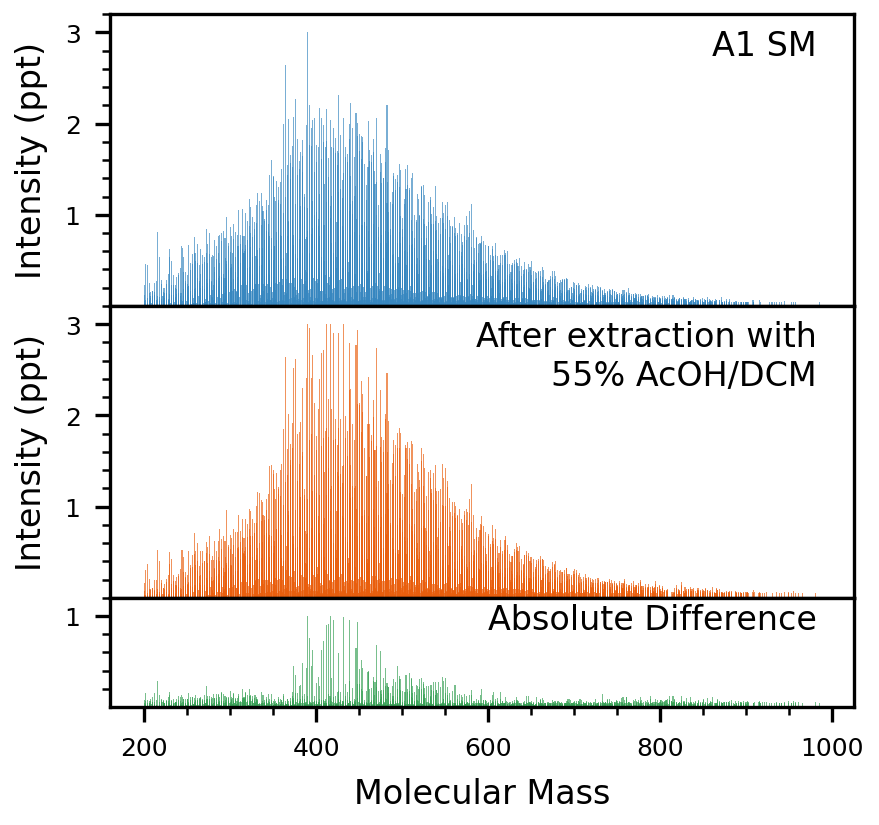 A1 SM
Intensity (ppt)
3
2
1
After extraction with
55% AcOH/DCM
Intensity (ppt)
3
2
1
Absolute Difference
1
200 400 600 800 1000
Molecular Mass